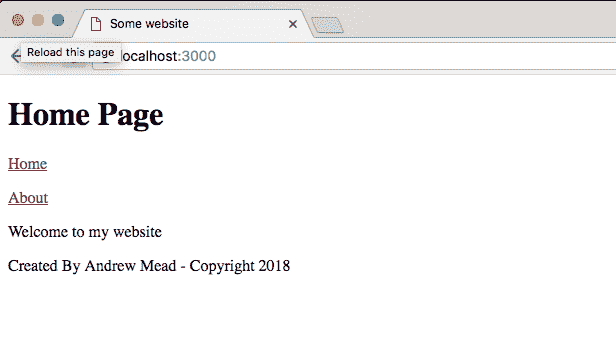 Some website
Reload this page
localhost:3000
Home Page
Home
About
Welcome to my website
Created By Andrew Mead - Copyright 2018